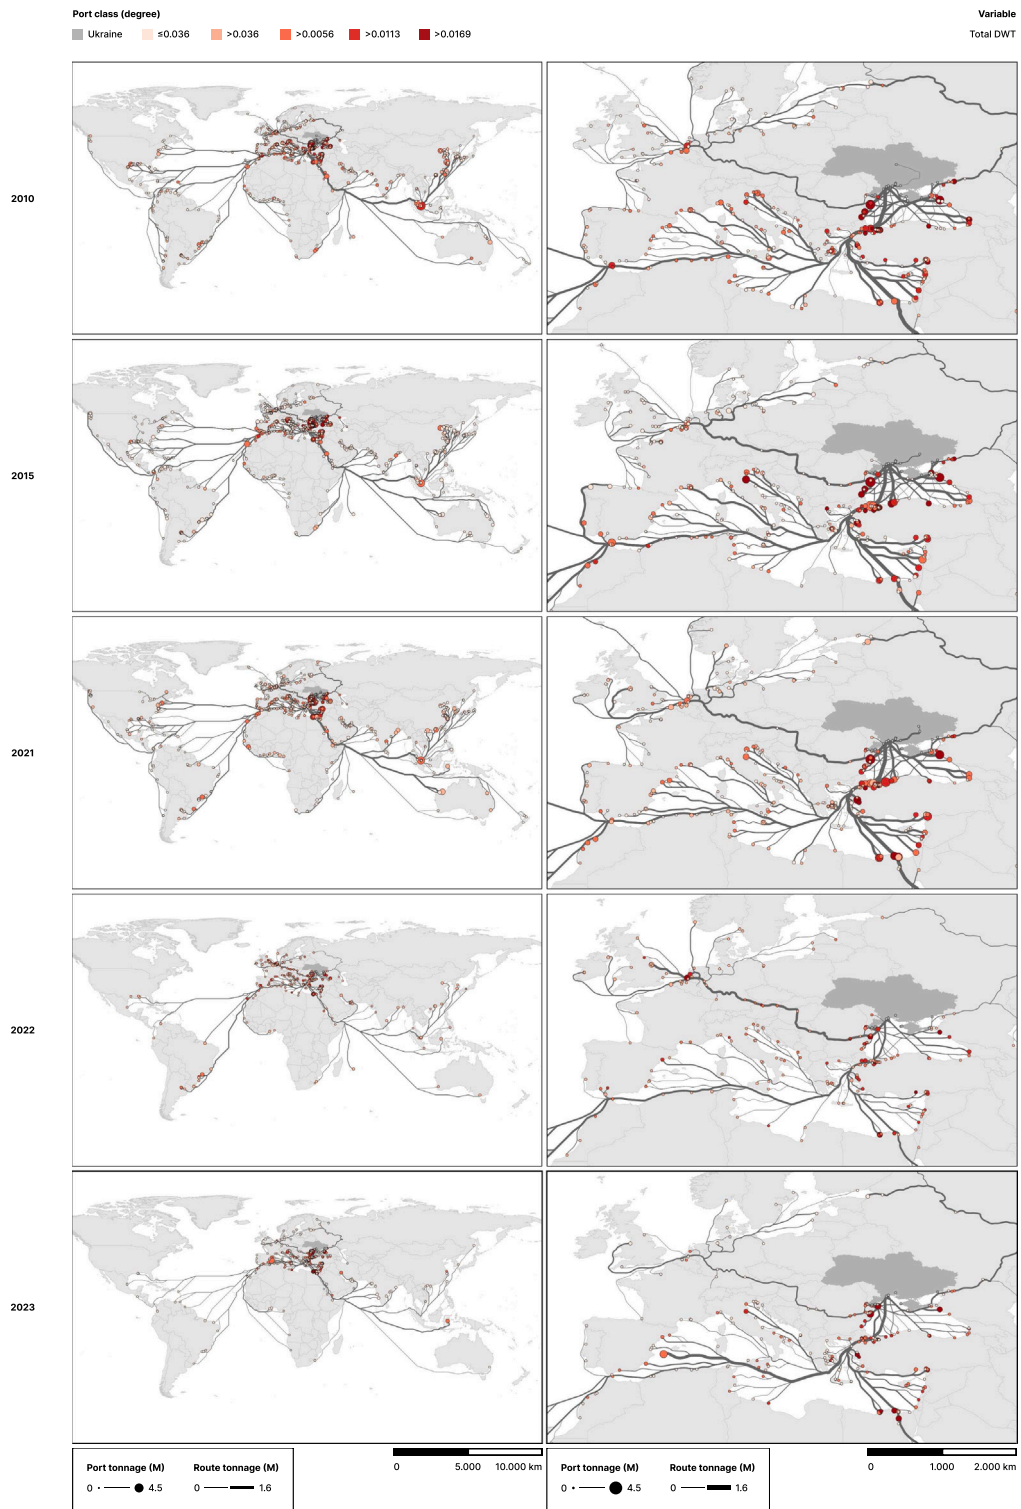 Port class (degree)
Variable
Ukraine ≤0.036 >0.036 >0.0056 >0.0113 >0.0169
Total DWT
2010
2015
2021
2022
2023
Port tonnage (M) Route tonnage (M)
0 4.5 0 1.6
0 5.000 10.000 km
Port tonnage (M) Route tonnage (M)
0 4.5 0 1.6
0 1.000 2.000 km